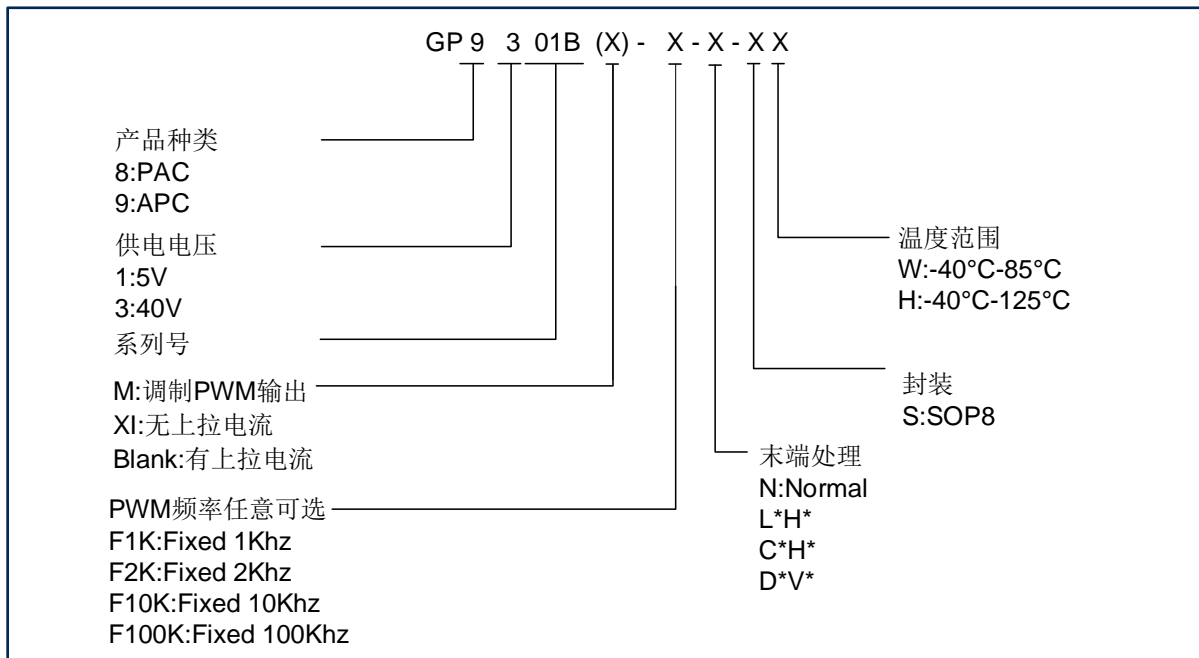 GP 9 3 01B (X) - X - X - X X
产品种类
8:PAC
9:APC
供电电压
1:5V
3:40V
系列号
M:调制PWM输出
XI:无上拉电流
Blank:有上拉电流
PWM频率任意可选
F1K:Fixed 1Khz
F2K:Fixed 2Khz
F10K:Fixed 10Khz
F100K:Fixed 100Khz
温度范围
W:-40°C-85°C
H:-40°C-125°C
封装
S:SOP8
末端处理
N:Normal
L*H*
C*H*
D*V*